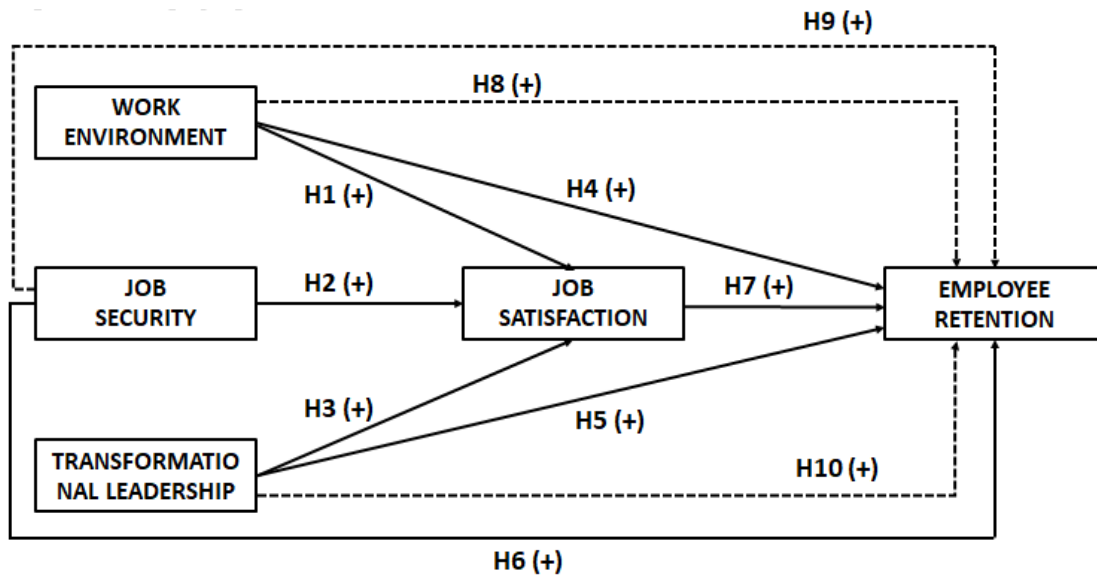 H9 (+)
H8 (+)
WORK
ENVIRONMENT
H4 (+)
H1 (+)
JOB
SECURITY
H2 (+)
JOB
SATISFACTION
H7 (+)
EMPLOYEE
RETENTION
H3 (+)
H5 (+)
TRANSFORMATIO
NAL LEADERSHIP
H10 (+)
H6 (+)